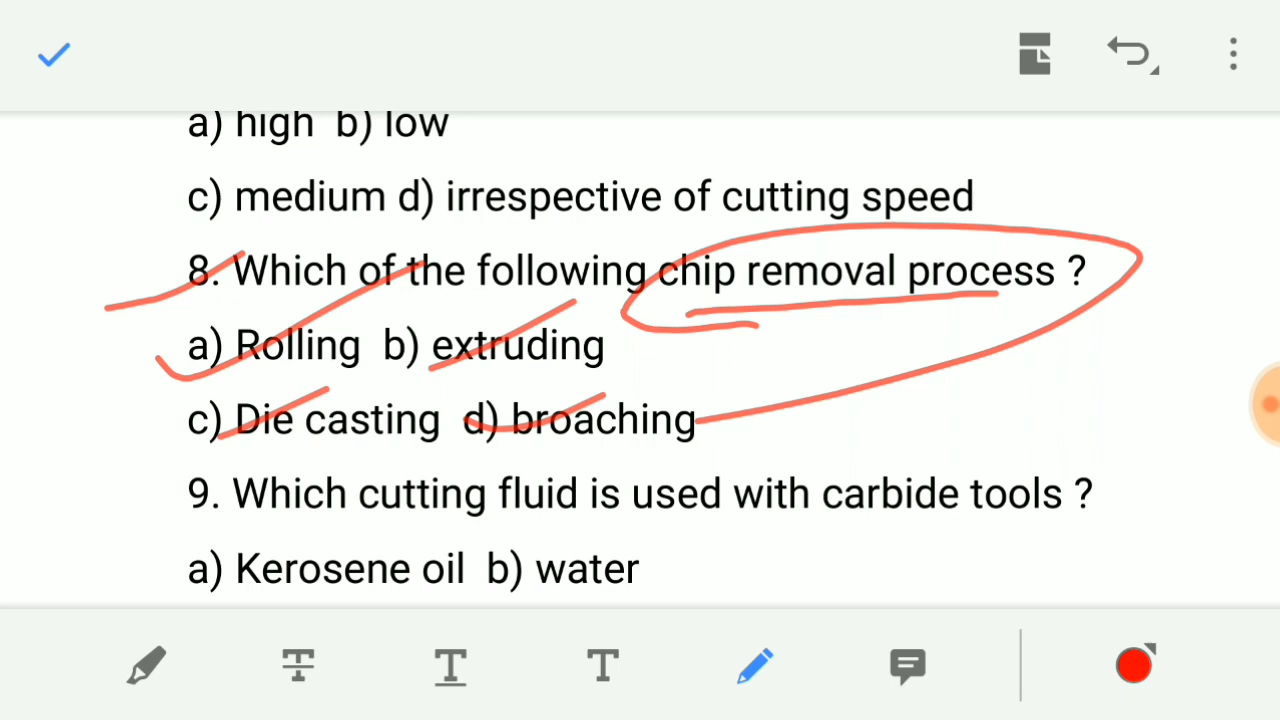 a) high b) low
c) medium d) irrespective of cutting speed
8. Which of the following chip removal process ?
a) Rolling b) extruding
c) Die casting d) broaching
9. Which cutting fluid is used with carbide tools ?
a) Kerosene oil b) water
T T T